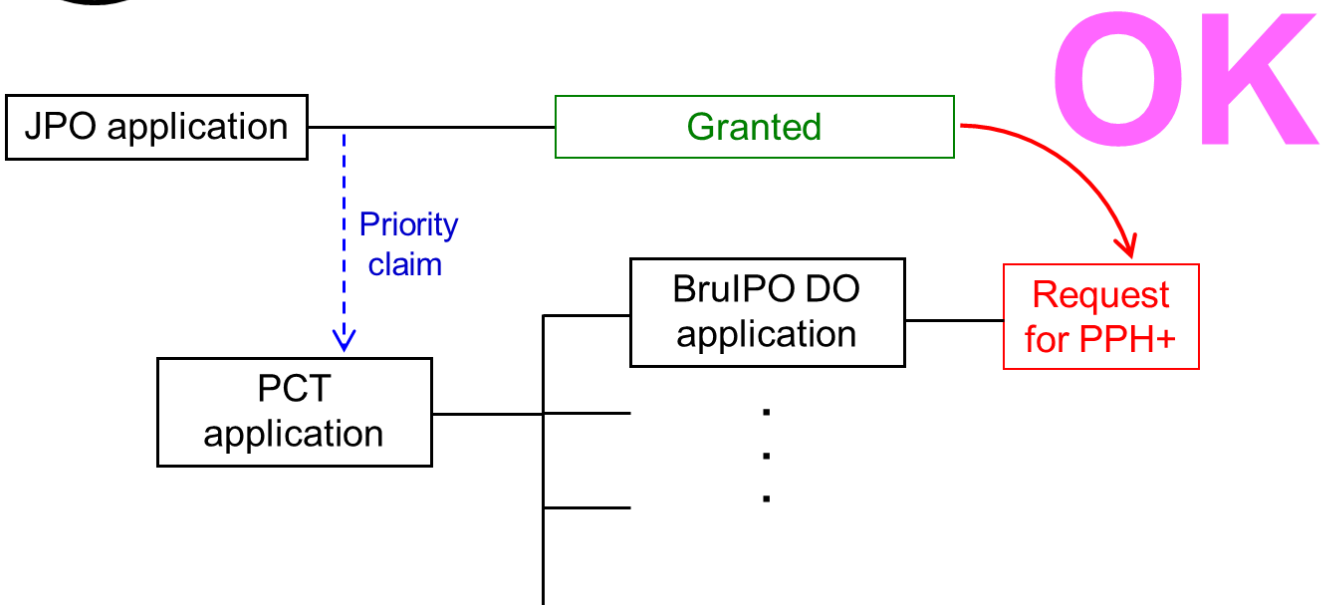 OK
JPO application
Granted
Priority
claim
BruIPO DO
application
Request
for PPH+
PCT
application